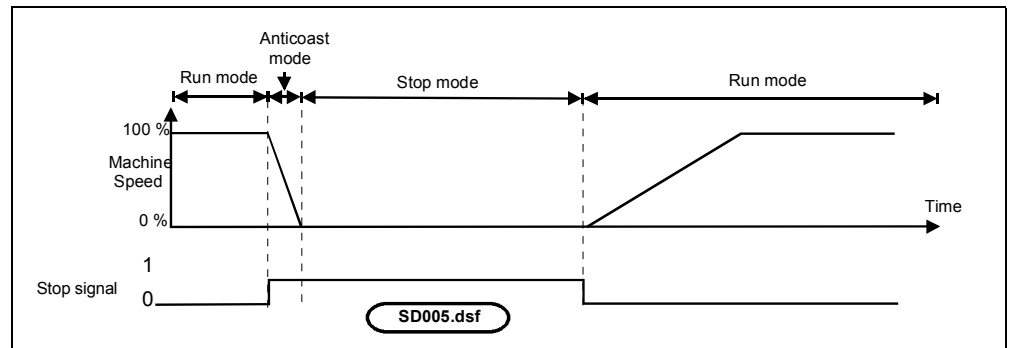 Anticoast
mode
Run mode
Stop mode
Run mode
100 %
Machine
Speed
0 %
Time
1
Stop signal
0
SD005.dsf